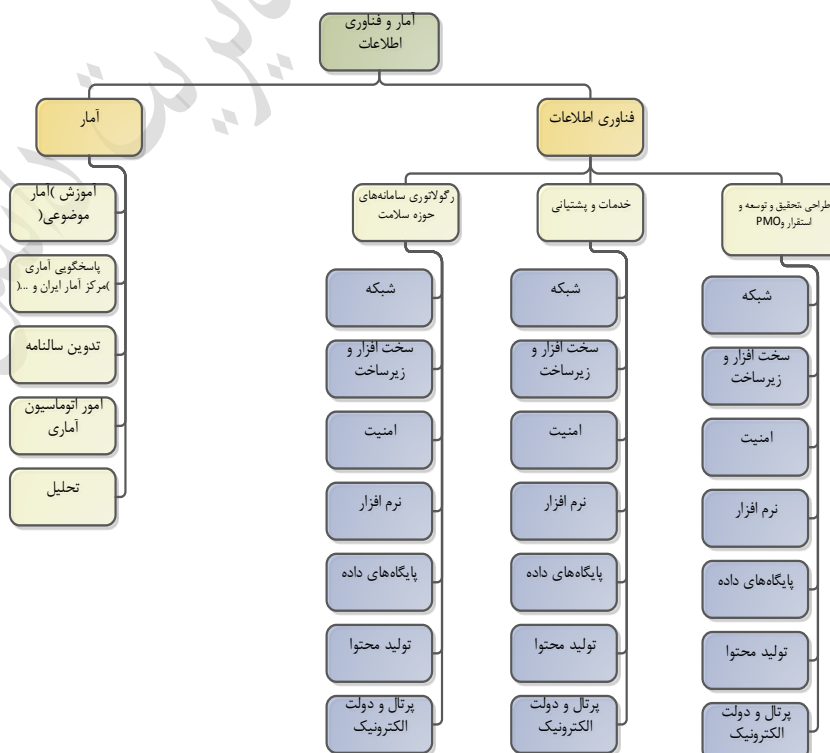 آمار و فناوری
اطلاعات
فناوری اطلاعات
آمار
طراحی ،تحقیق و توسعه و
استقرار وPMO
شبکه
سخت افزار و
زیرساخت
امنیت
نرم افزار
پایگاه‌های داده
تولید محتوا
پرتال و دولت
الکترونیک
خدمات و پشتیانی
شبکه
سخت افزار و
زیرساخت
امنیت
نرم افزار
پایگاه‌های داده
تولید محتوا
پرتال و دولت
الکترونیک
رگولاتوری سامانه‌های
حوزه سلامت
شبکه
سخت افزار و
زیرساخت
امنیت
نرم افزار
پایگاه‌های داده
تولید محتوا
پرتال و دولت
الکترونیک
آموزش )آمار
موضوعی(
پاسخگویی آماری
)مرکز آمار ایران و ...(
تدوین سالنامه
امور اتوماسیون
آماری
تحلیل